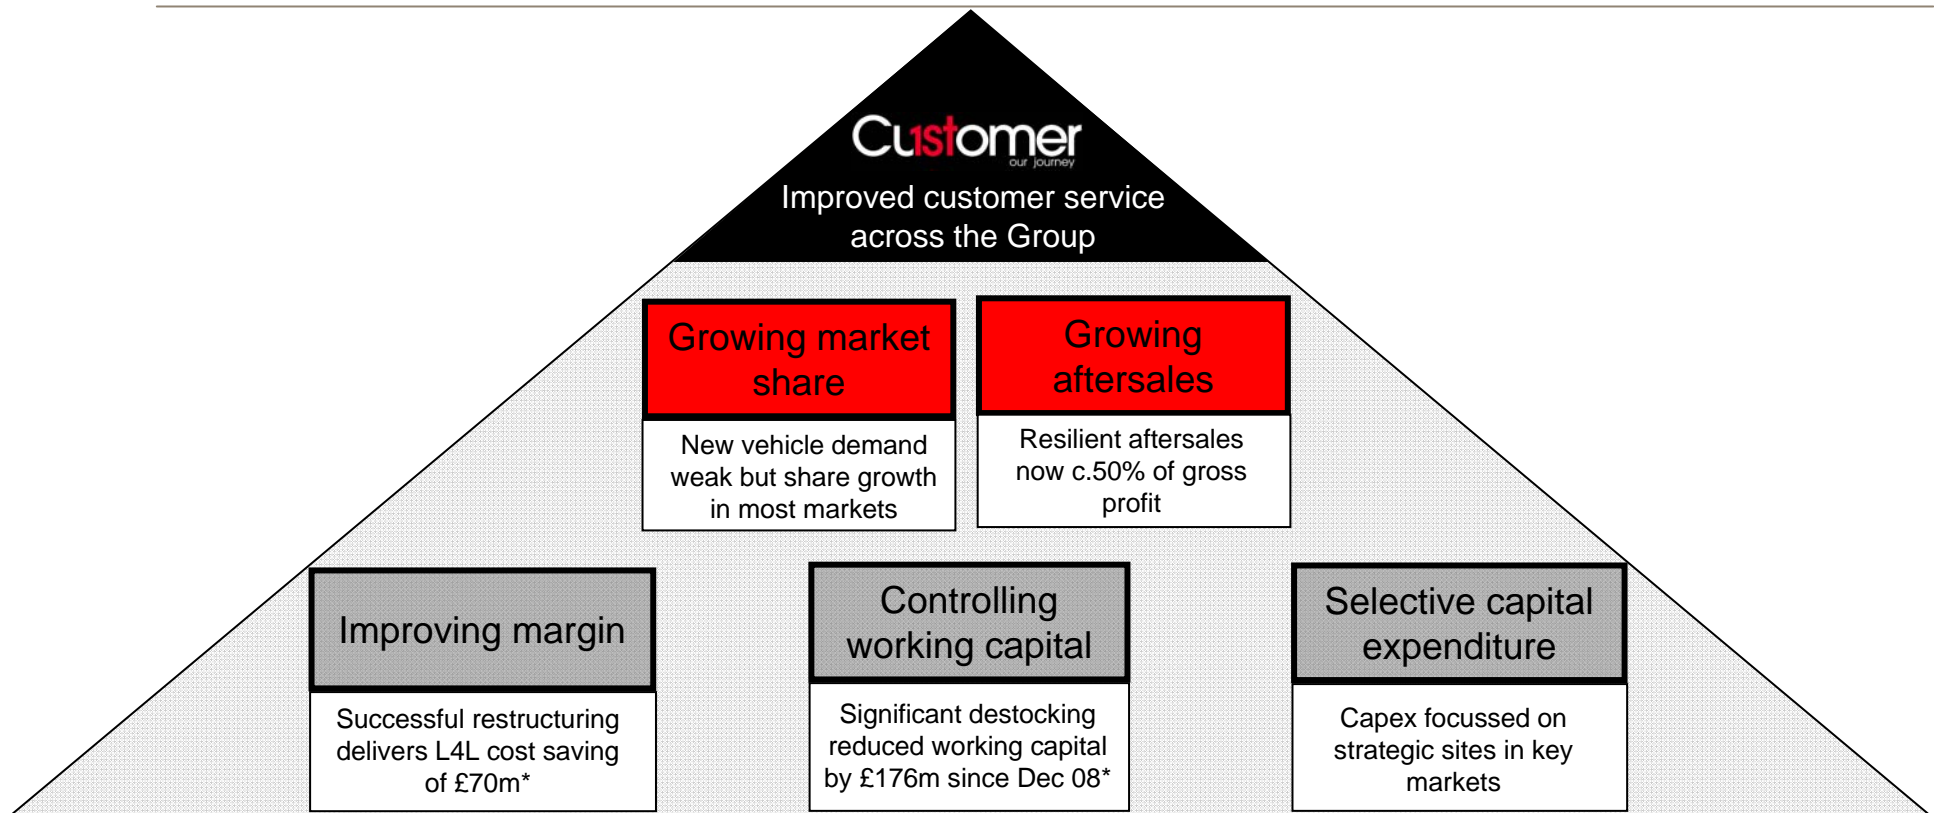 Cu1stomer
our journey
Improved customer service
across the Group
Growing market
share
New vehicle demand
weak but share growth
in most markets
Growing
aftersales
Resilient aftersales
now c.50% of gross
profit
Improving margin
Successful restructuring
delivers L4L cost saving
of £70m*
Controlling
working capital
Significant destocking
reduced working capital
by £176m since Dec 08*
Selective capital
expenditure
Capex focussed on
strategic sites in key
markets